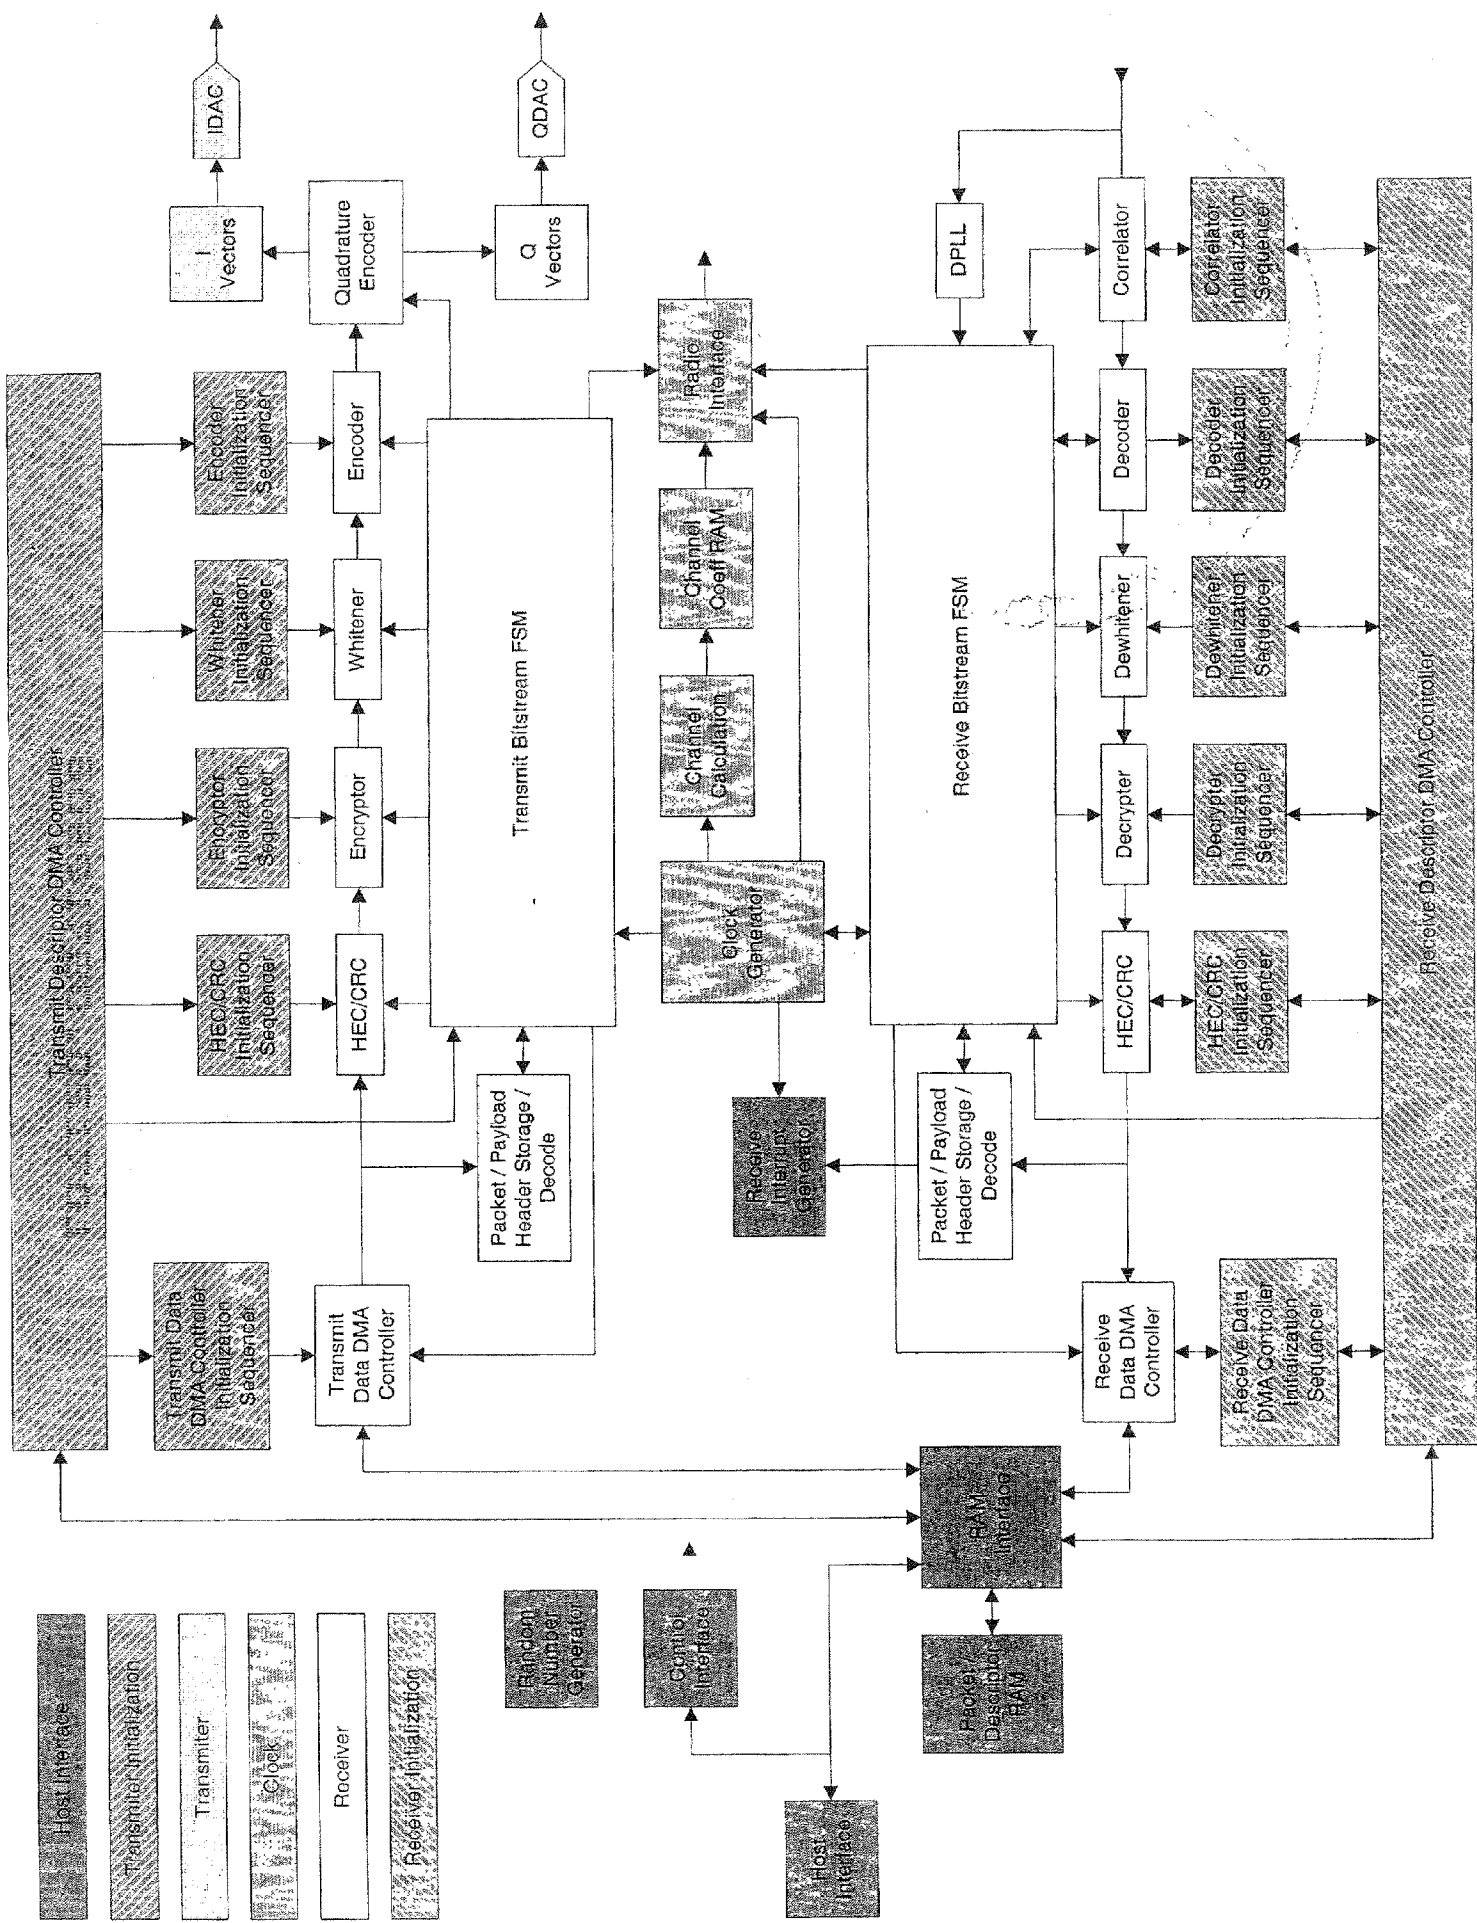 Host Interface
Transmitter Initialization
Transmiter
Clock
Receiver
Receiver Initialization
Transmit Descriptor DMA Controller
Transmit Data
DMA Controller
Initialization
Sequencer
HEC/CRC
Initialization
Sequencer
Encryptor
Initialization
Sequencer
Whitener
Initialization
Sequencer
Encoder
Initialization
Sequencer
I
Vectors
IDAC
Transmit
Data DMA
Controller
HEC/CRC
Encryptor
Whitener
Encoder
Quadrature
Encoder
Packet / Payload
Header Storage /
Decode
Transmit Bitstream FSM
Q
Vectors
QDAC
Random
Number
Generator
Control
Interface
Clock
Generator
Channel
Calculation
Channel
Coeff RAM
Radio
Interface
Receive
Interrupt
Generator
Host
Interface
Packet /
Descriptor
RAM
RAM
Interface
Packet / Payload
Header Storage /
Decode
Receive Bitstream FSM
DPLL
Receive
Data DMA
Controller
HEC/CRC
Decrypter
Dewhitener
Decoder
Correlator
Receive Data
DMA Controller
Initialization
Sequencer
HEC/CRC
Initialization
Sequencer
Decrypter
Initialization
Sequencer
Dewhitener
Initialization
Sequencer
Decoder
Initialization
Sequencer
Correlator
Initialization
Sequencer
Receive Descriptor DMA Controller